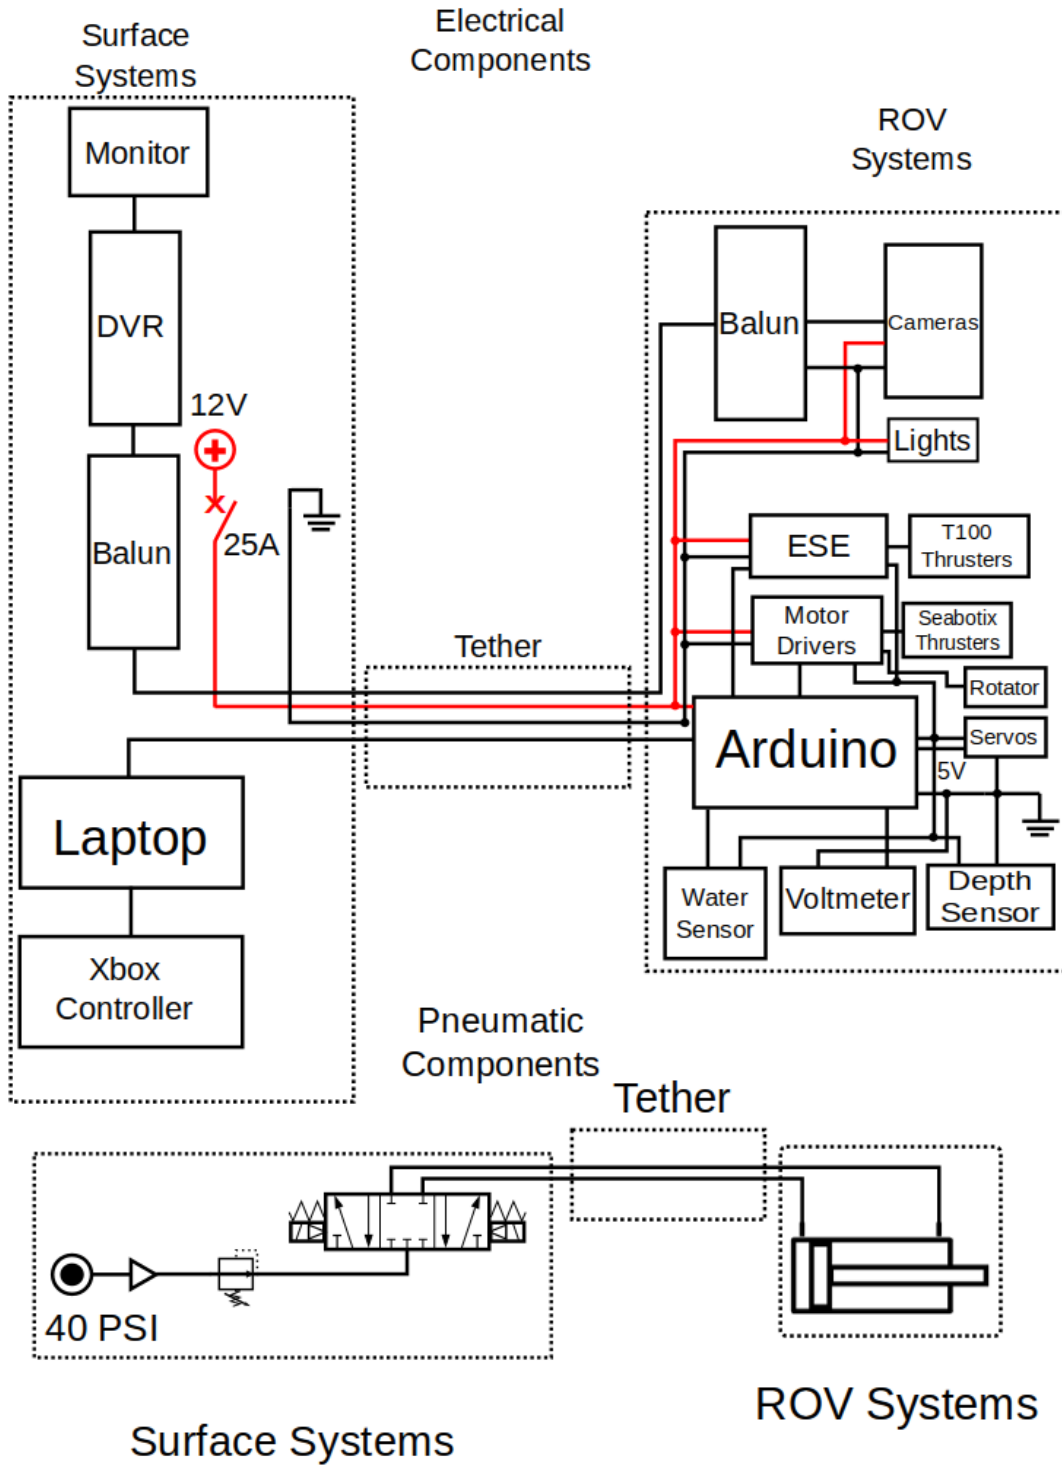 Electrical
Components
Surface
Systems
ROV
Systems
Monitor
DVR
Balun
12V
25A
Tether
Laptop
Xbox
Controller
Balun
Cameras
Lights
ESE
T100
Thrusters
Motor
Drivers
Seabotix
Thrusters
Rotator
Arduino
Servos
5V
Water
Sensor
Voltmeter
Depth
Sensor
Pneumatic
Components
Tether
40 PSI
Surface Systems
ROV Systems